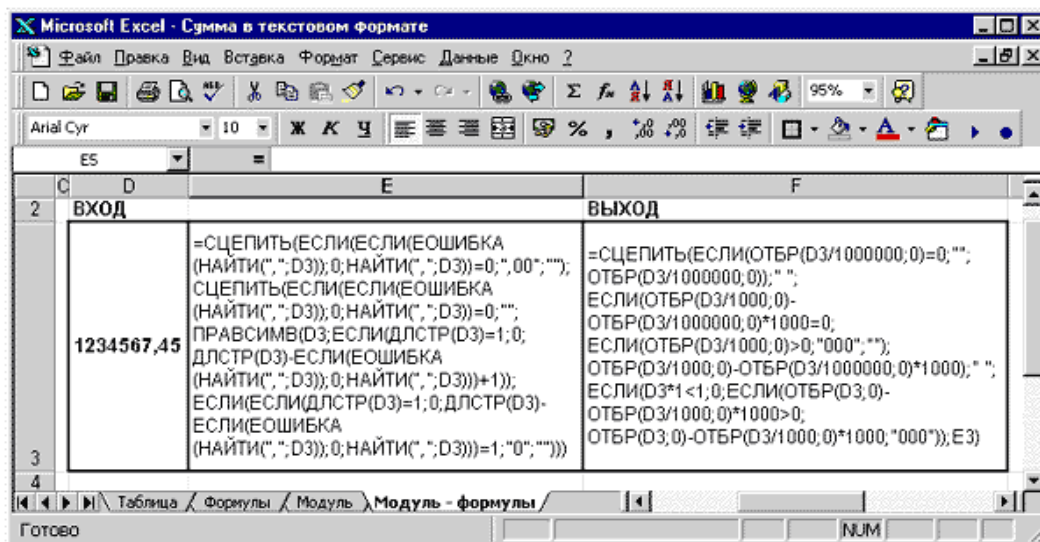 Microsoft Excel - Сумма в текстовом формате
Файл Правка Вид Вставка Формат Сервис Данные Окно ?
95%
Arial Cyr 10 Ж К Ч % ,
E5 =
C D E F
2 ВХОД ВЫХОД
3
1234567,45
=СЦЕПИТЬ(ЕСЛИ(ЕСЛИ(ЕОШИБКА
(НАЙТИ(",";D3));0;НАЙТИ(",";D3))=0;",00";"");
СЦЕПИТЬ(ЕСЛИ(ЕСЛИ(ЕОШИБКА
(НАЙТИ(",";D3));0;НАЙТИ(",";D3))=0;"";
ПРАВСИМВ(D3;ЕСЛИ(ДЛСТР(D3)=1;0;
ДЛСТР(D3)-ЕСЛИ(ЕОШИБКА
(НАЙТИ(",";D3));0;НАЙТИ(",";D3)))+1));
ЕСЛИ(ЕСЛИ(ДЛСТР(D3)=1;0;ДЛСТР(D3)-
ЕСЛИ(ЕОШИБКА
(НАЙТИ(",";D3));0;НАЙТИ(",";D3)))=1;"0";"")))
=СЦЕПИТЬ(ЕСЛИ(ОТБР(D3/1000000;0)=0;"";
ОТБР(D3/1000000;0));" ";
ЕСЛИ(ОТБР(D3/1000;0)-
ОТБР(D3/1000000;0)*1000=0;
ЕСЛИ(ОТБР(D3/1000;0)>0;"000";"");
ОТБР(D3/1000;0)-ОТБР(D3/1000000;0)*1000);" ";
ЕСЛИ(D3*1<1;0;ЕСЛИ(ОТБР(D3;0)-
ОТБР(D3/1000;0)*1000>0;
ОТБР(D3;0)-ОТБР(D3/1000;0)*1000;"000"));E3)
4
Таблица Формулы Модуль Модуль - формулы
Готово NUM